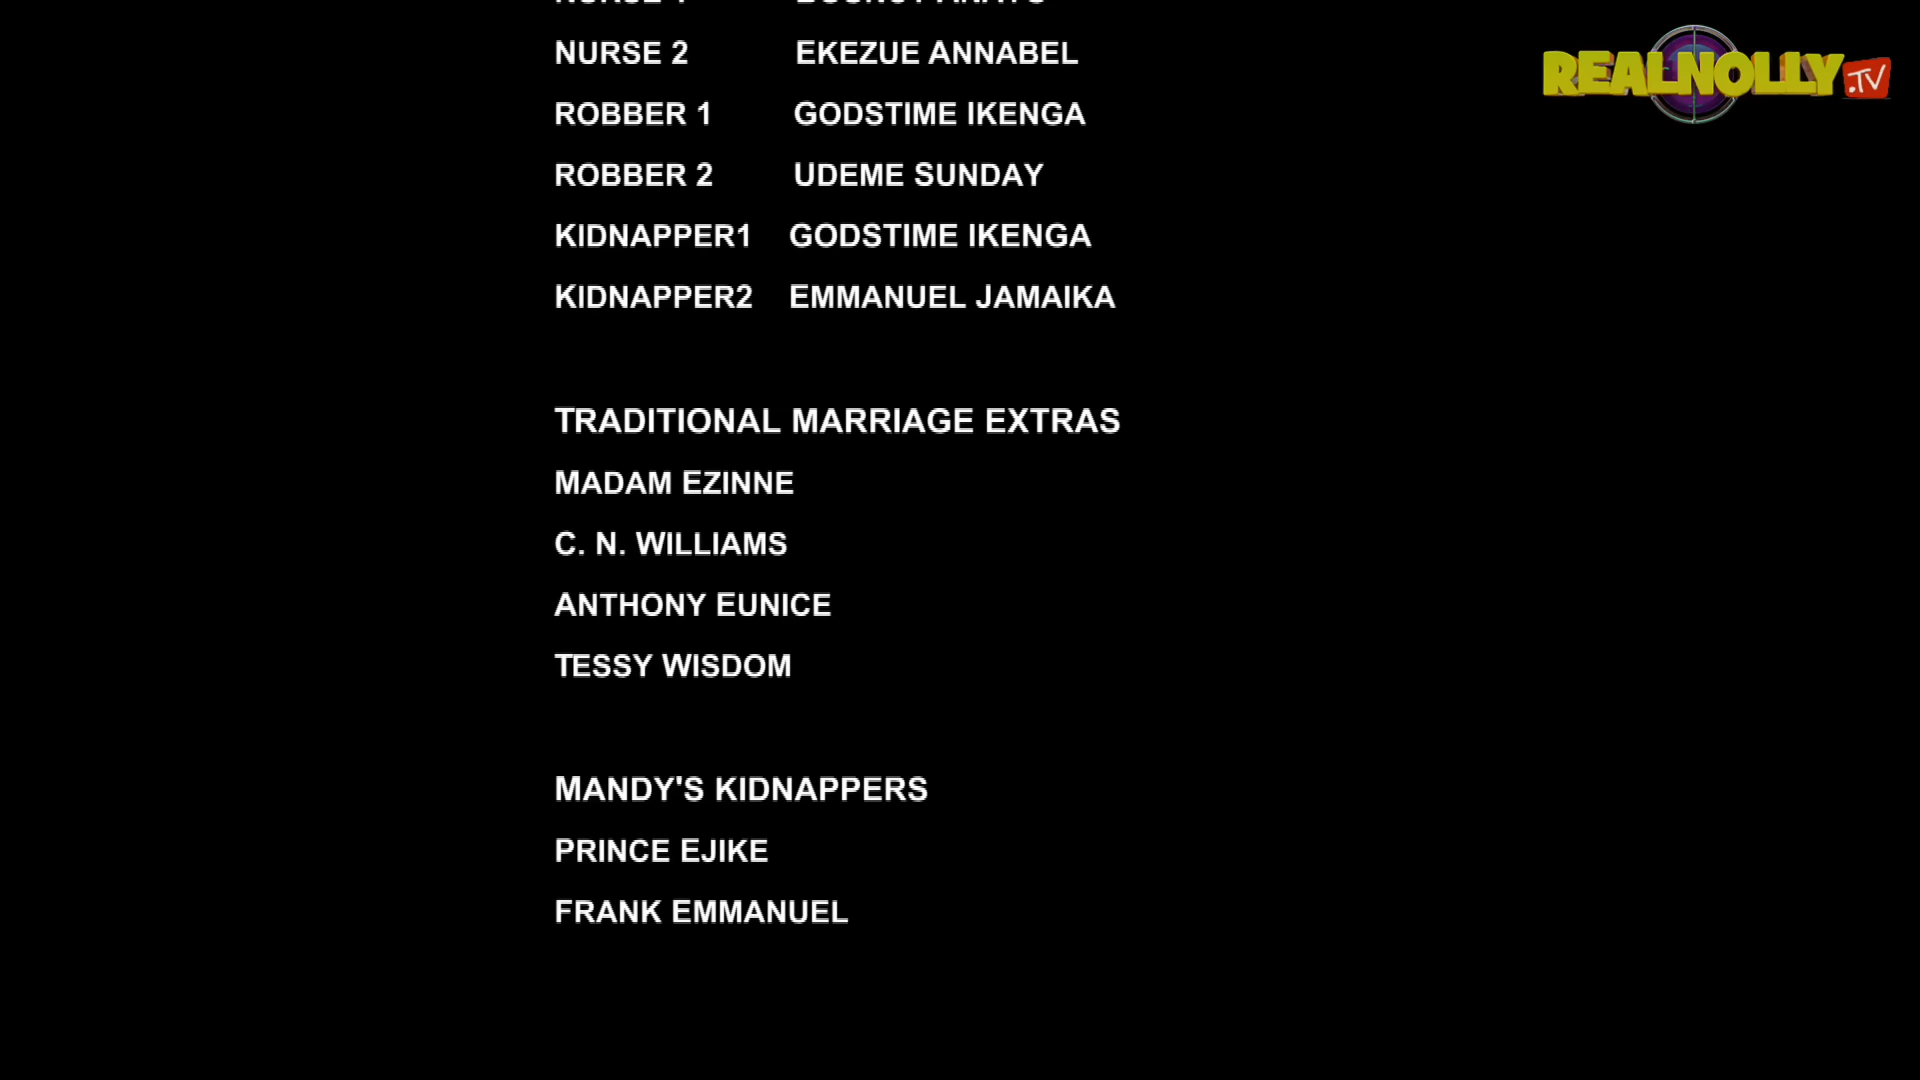 NURSE 2 EKEZUE ANNABEL
ROBBER 1 GODSTIME IKENGA
ROBBER 2 UDEME SUNDAY
KIDNAPPER1 GODSTIME IKENGA
KIDNAPPER2 EMMANUEL JAMAIKA
TRADITIONAL MARRIAGE EXTRAS
MADAM EZINNE
C. N. WILLIAMS
ANTHONY EUNICE
TESSY WISDOM
MANDY'S KIDNAPPERS
PRINCE EJIKE
FRANK EMMANUEL
REALNOLLY.TV